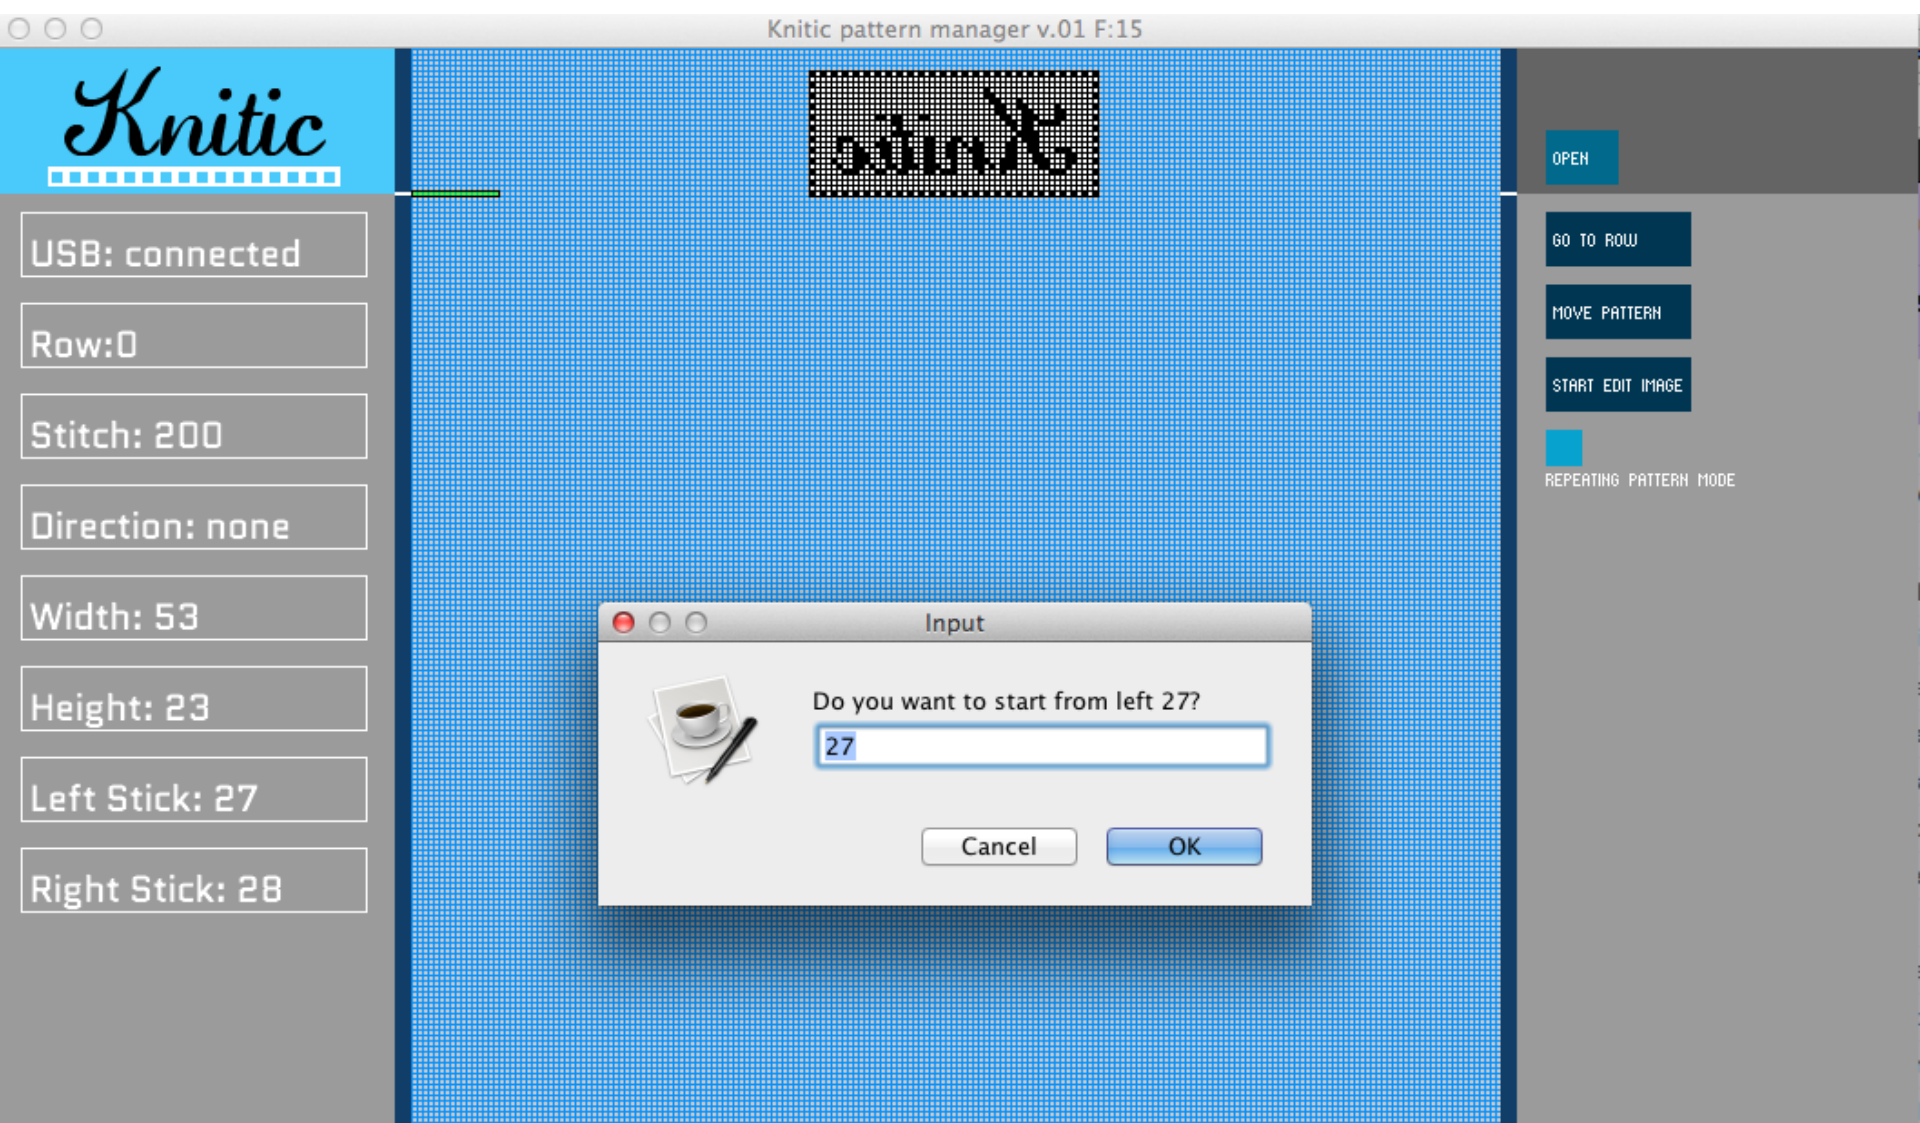 Knitic pattern manager v.01 F:15
Knitic
Knitic
OPEN
USB: connected
GO TO ROW
Row:0
MOVE PATTERN
START EDIT IMAGE
Stitch: 200
REPEATING PATTERN MODE
Direction: none
Width: 53
Height: 23
Left Stick: 27
Right Stick: 28
Input
Do you want to start from left 27?
27
Cancel
OK